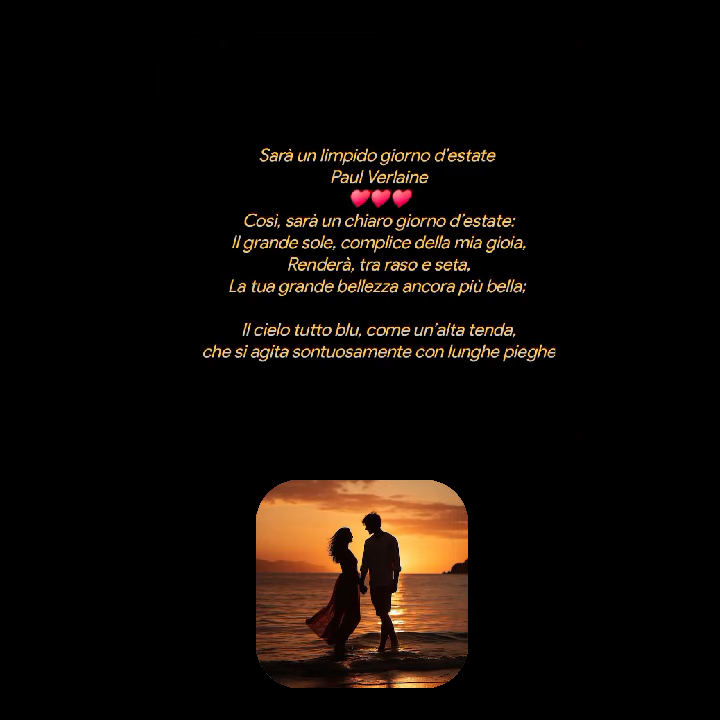 Sarà un limpido giorno d'estate
Paul Verlaine
♥️♥️♥️
Così, sarà un chiaro giorno d'estate:
Il grande sole, complice della mia gioia,
Renderà, tra raso e seta,
La tua grande bellezza ancora più bella;
Il cielo tutto blu, come un'alta tenda,
che si agita sontuosamente con lunghe pieghe